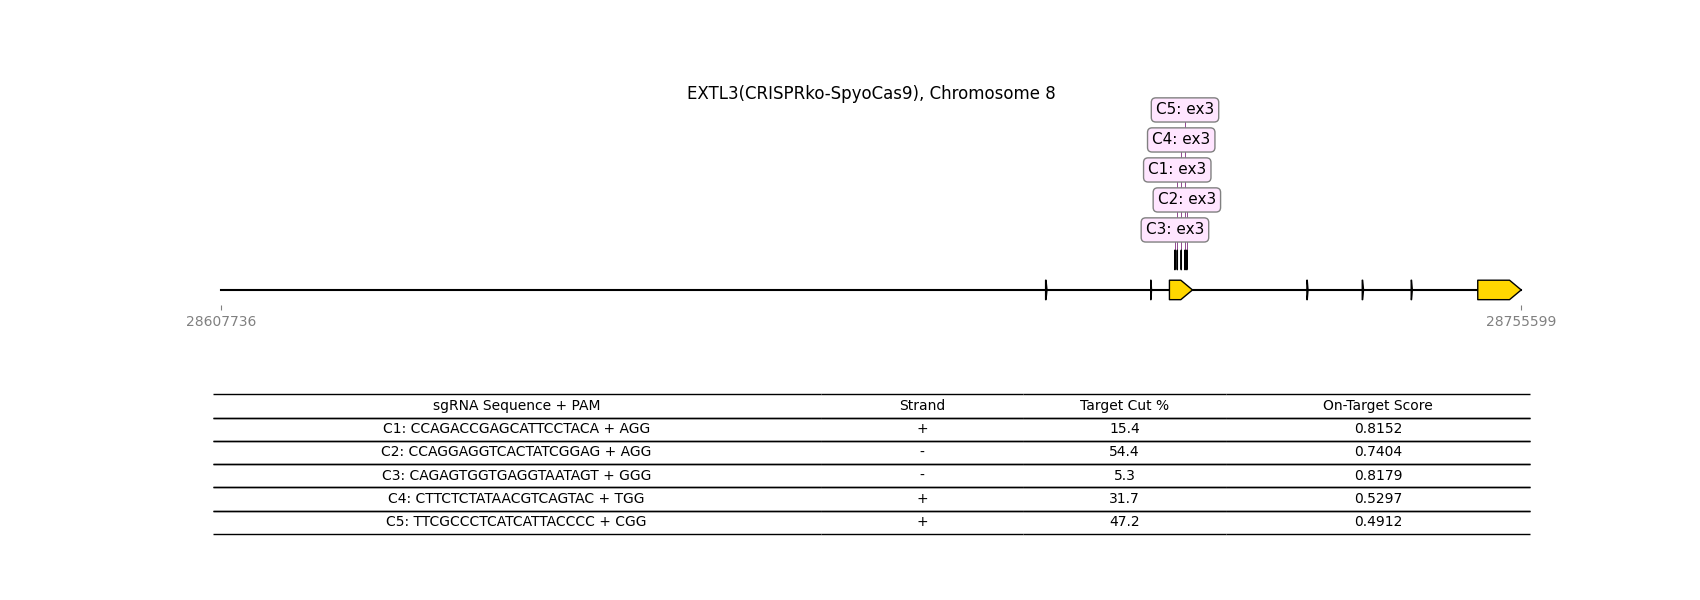 EXTL3(CRISPRko-SpyoCas9), Chromosome 8
C5: ex3
C4: ex3
C1: ex3
C2: ex3
C3: ex3
28607736 28755599
sgRNA Sequence + PAM Strand Target Cut % On-Target Score
C1: CCAGACCGAGCATTCCTACA + AGG + 15.4 0.8152
C2: CCAGGAGGTCACTATCGGAG + AGG - 54.4 0.7404
C3: CAGAGTGGTGAGGTAATAGT + GGG - 5.3 0.8179
C4: CTTCTCTATAACGTCAGTAC + TGG + 31.7 0.5297
C5: TTCGCCCTCATCATTACCCC + CGG + 47.2 0.4912